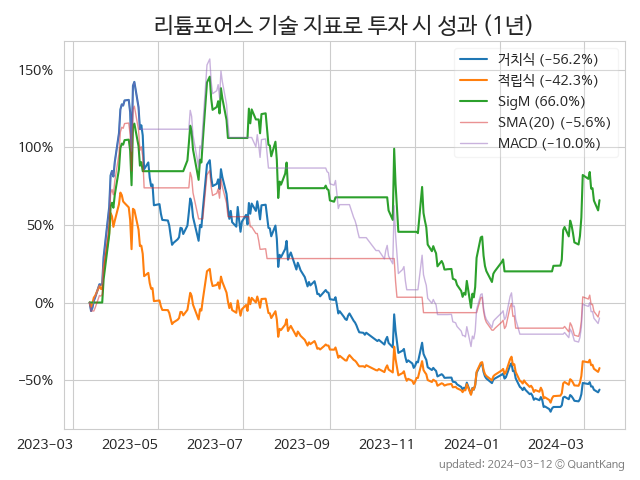 리튬포어스 기술 지표로 투자 시 성과 (1년)
거치식 (−56.2%)
적립식 (−42.3%)
SigM (66.0%)
SMA(20) (−5.6%)
MACD (−10.0%)
150%
100%
50%
0%
−50%
2023-03 2023-05 2023-07 2023-09 2023-11 2024-01 2024-03
updated: 2024-03-12 © QuantKang